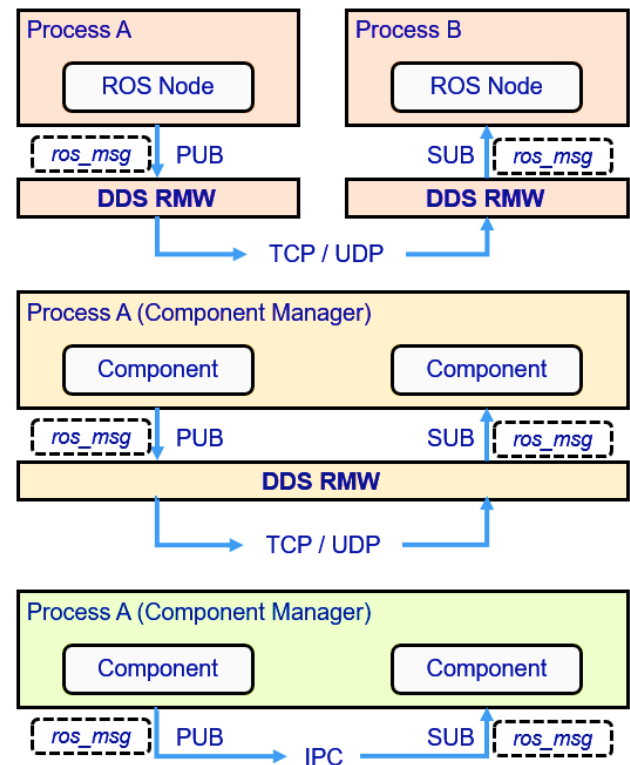 Process A
Process B
ROS Node
ROS Node
ros_msg
PUB
SUB
ros_msg
DDS RMW
DDS RMW
TCP / UDP
Process A (Component Manager)
Component
Component
ros_msg
PUB
SUB
ros_msg
DDS RMW
TCP / UDP
Process A (Component Manager)
Component
Component
ros_msg
PUB
SUB
ros_msg
IPC